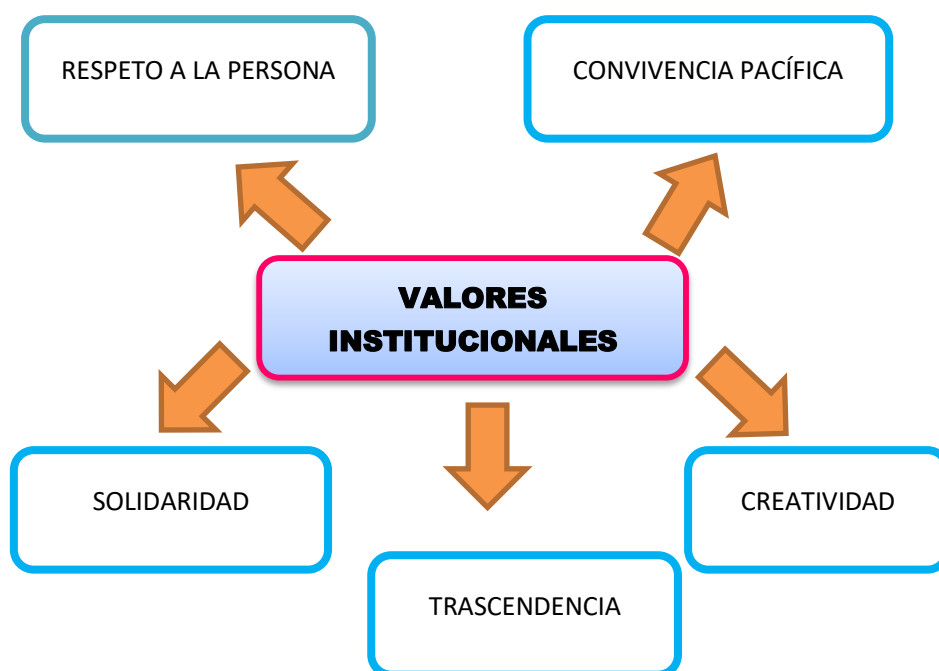 RESPETO A LA PERSONA
CONVIVENCIA PACÍFICA
VALORES
INSTITUCIONALES
SOLIDARIDAD
CREATIVIDAD
TRASCENDENCIA